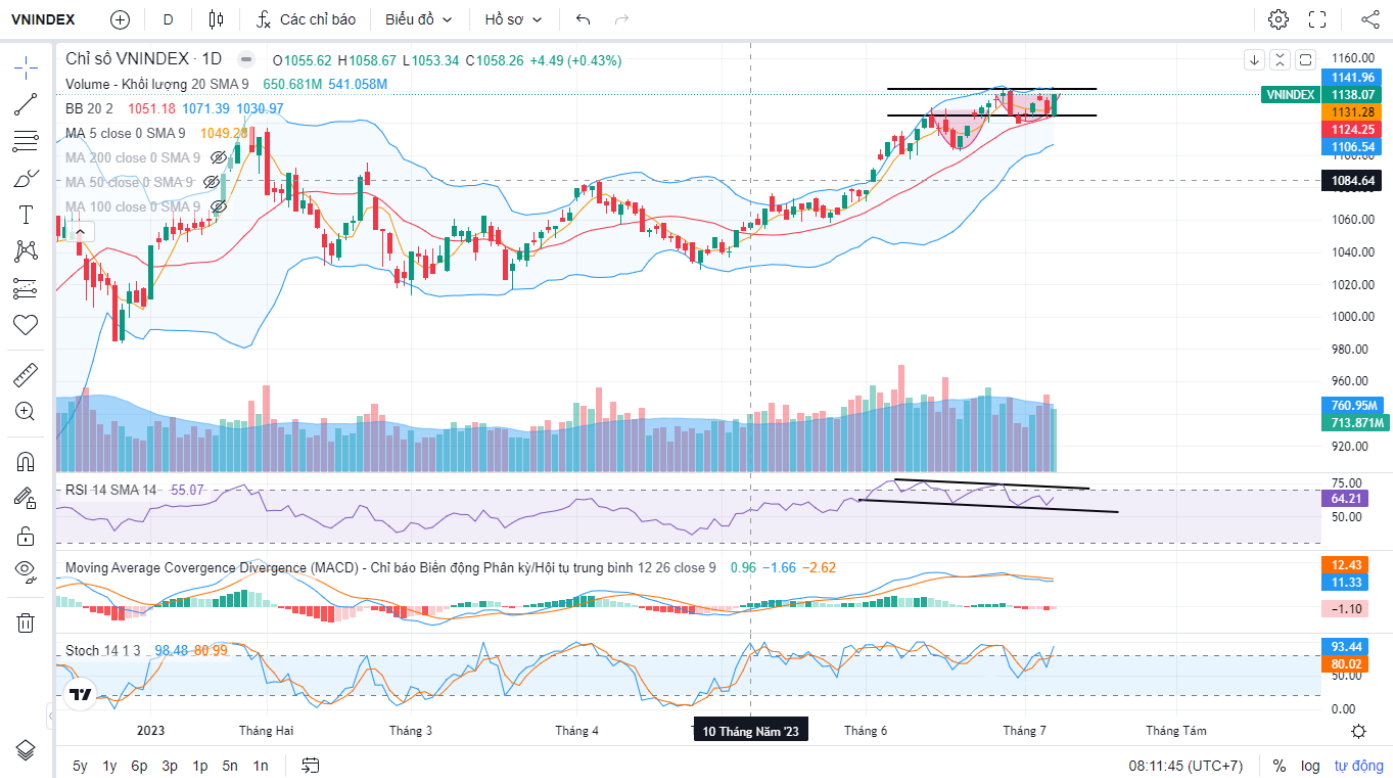 VNINDEX D Các chỉ báo Biểu đồ Hồ sơ
Chỉ số VNINDEX · 1D O1055.62 H1058.67 L1053.34 C1058.26 +4.49 (+0.43%)
Volume - Khối lượng 20 SMA 9 650.681M 541.058M
BB 20 2 1051.18 1071.39 1030.97
MA 5 close 0 SMA 9 1049.28
MA 200 close 0 SMA 9
MA 50 close 0 SMA 9
MA 100 close 0 SMA 9
1160.00
1141.96
VNINDEX 1138.07
1131.28
1124.25
1106.54
1100.00
1084.64
1060.00
1040.00
1020.00
1000.00
980.00
960.00
760.95M
713.871M
920.00
RSI 14 SMA 14 55.07
75.00
64.21
50.00
Moving Average Covergence Divergence (MACD) - Chỉ báo Biến động Phân kỳ/Hội tụ trung bình 12 26 close 9 0.96 −1.66 −2.62
12.43
11.33
−1.10
Stoch 14 1 3 98.48 80.99
93.44
80.02
50.00
0.00
2023 Tháng Hai Tháng 3 Tháng 4 10 Tháng Năm '23 Tháng 6 Tháng 7 Tháng Tám
5y 1y 6p 3p 1p 5n 1n 08:11:45 (UTC+7) % log tự động